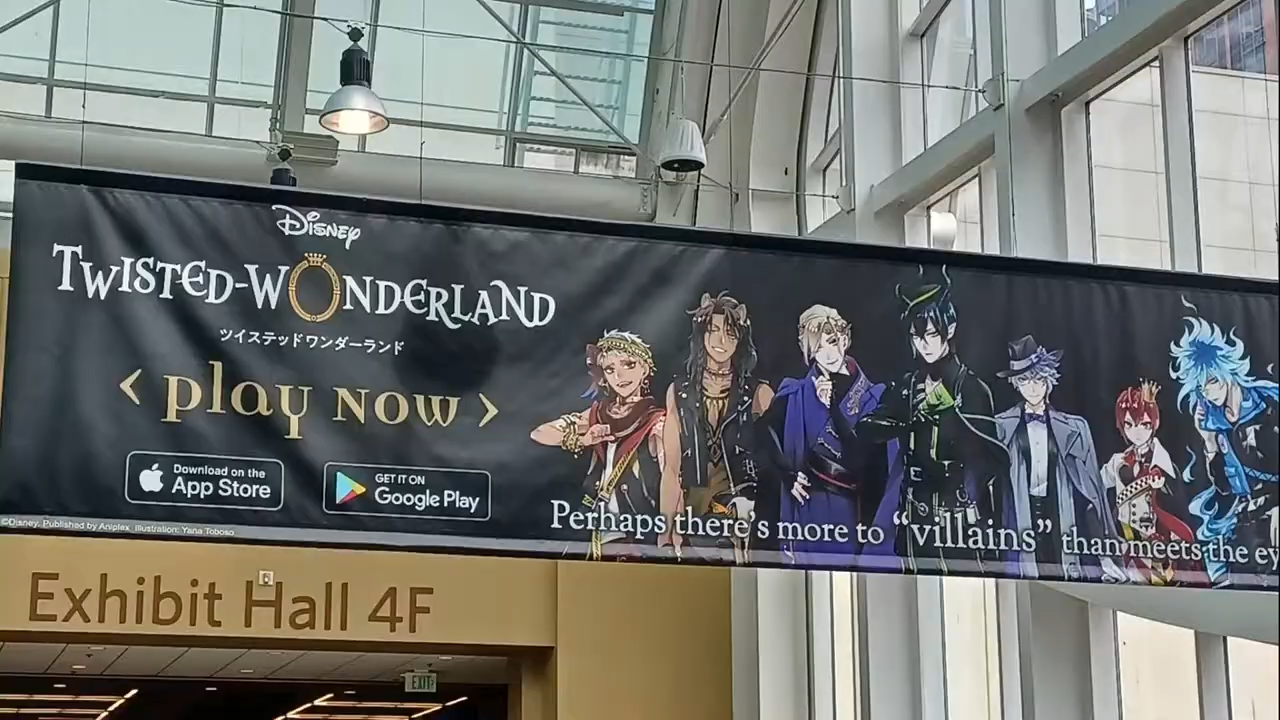 Disney
TWISTED-WONDERLAND
ツイステッドワンダーランド
< play now >
Download on the
App Store
GET IT ON
Google Play
Perhaps there's more to “villains” than meets the ey
©Disney. Published by Aniplex. Illustration: Yana Toboso
Exhibit Hall 4F
EXIT